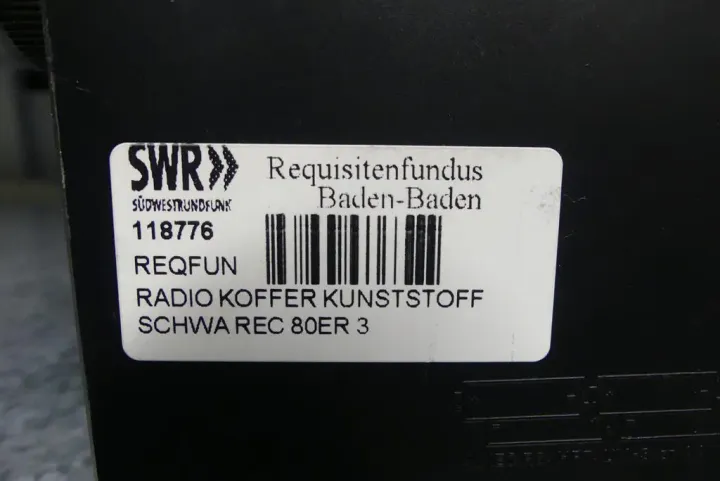 SWR
SÜDWESTRUNDFUNK
Requisitenfundus
Baden-Baden
118776
REQFUN
RADIO KOFFER KUNSTSTOFF
SCHWA REC 80ER 3